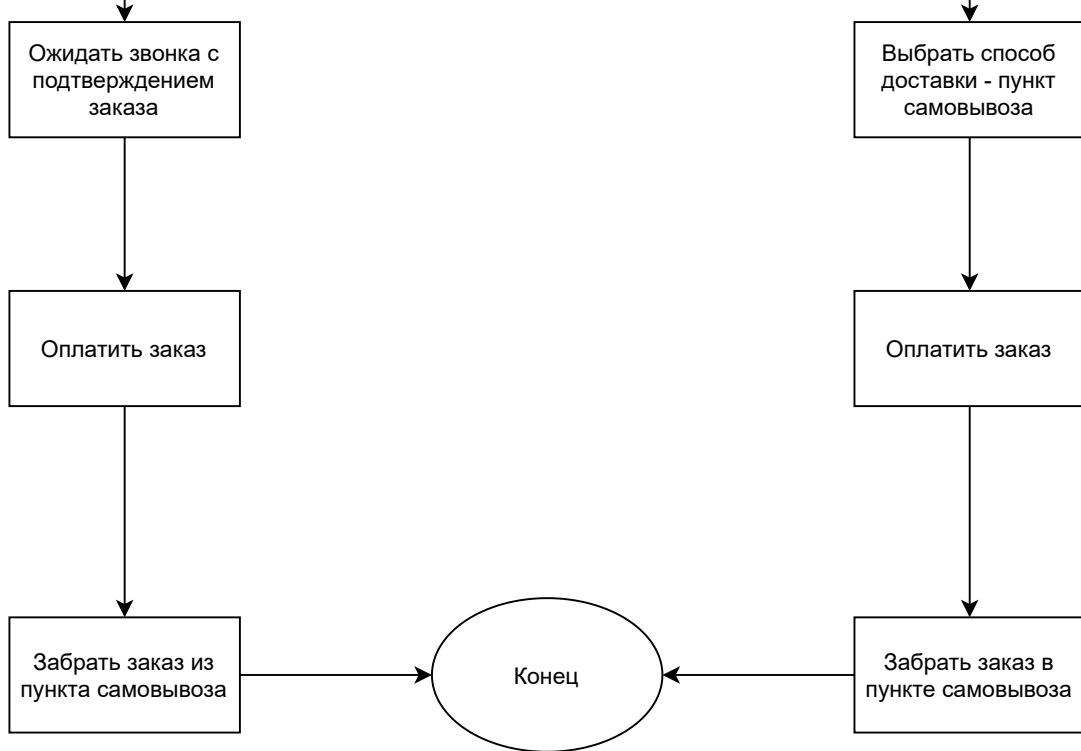 Ожидать звонка с
подтверждением
заказа
Выбрать способ
доставки - пункт
самовывоза
Оплатить заказ
Оплатить заказ
Забрать заказ из
пункта самовывоза
Конец
Забрать заказ в
пункте самовывоза